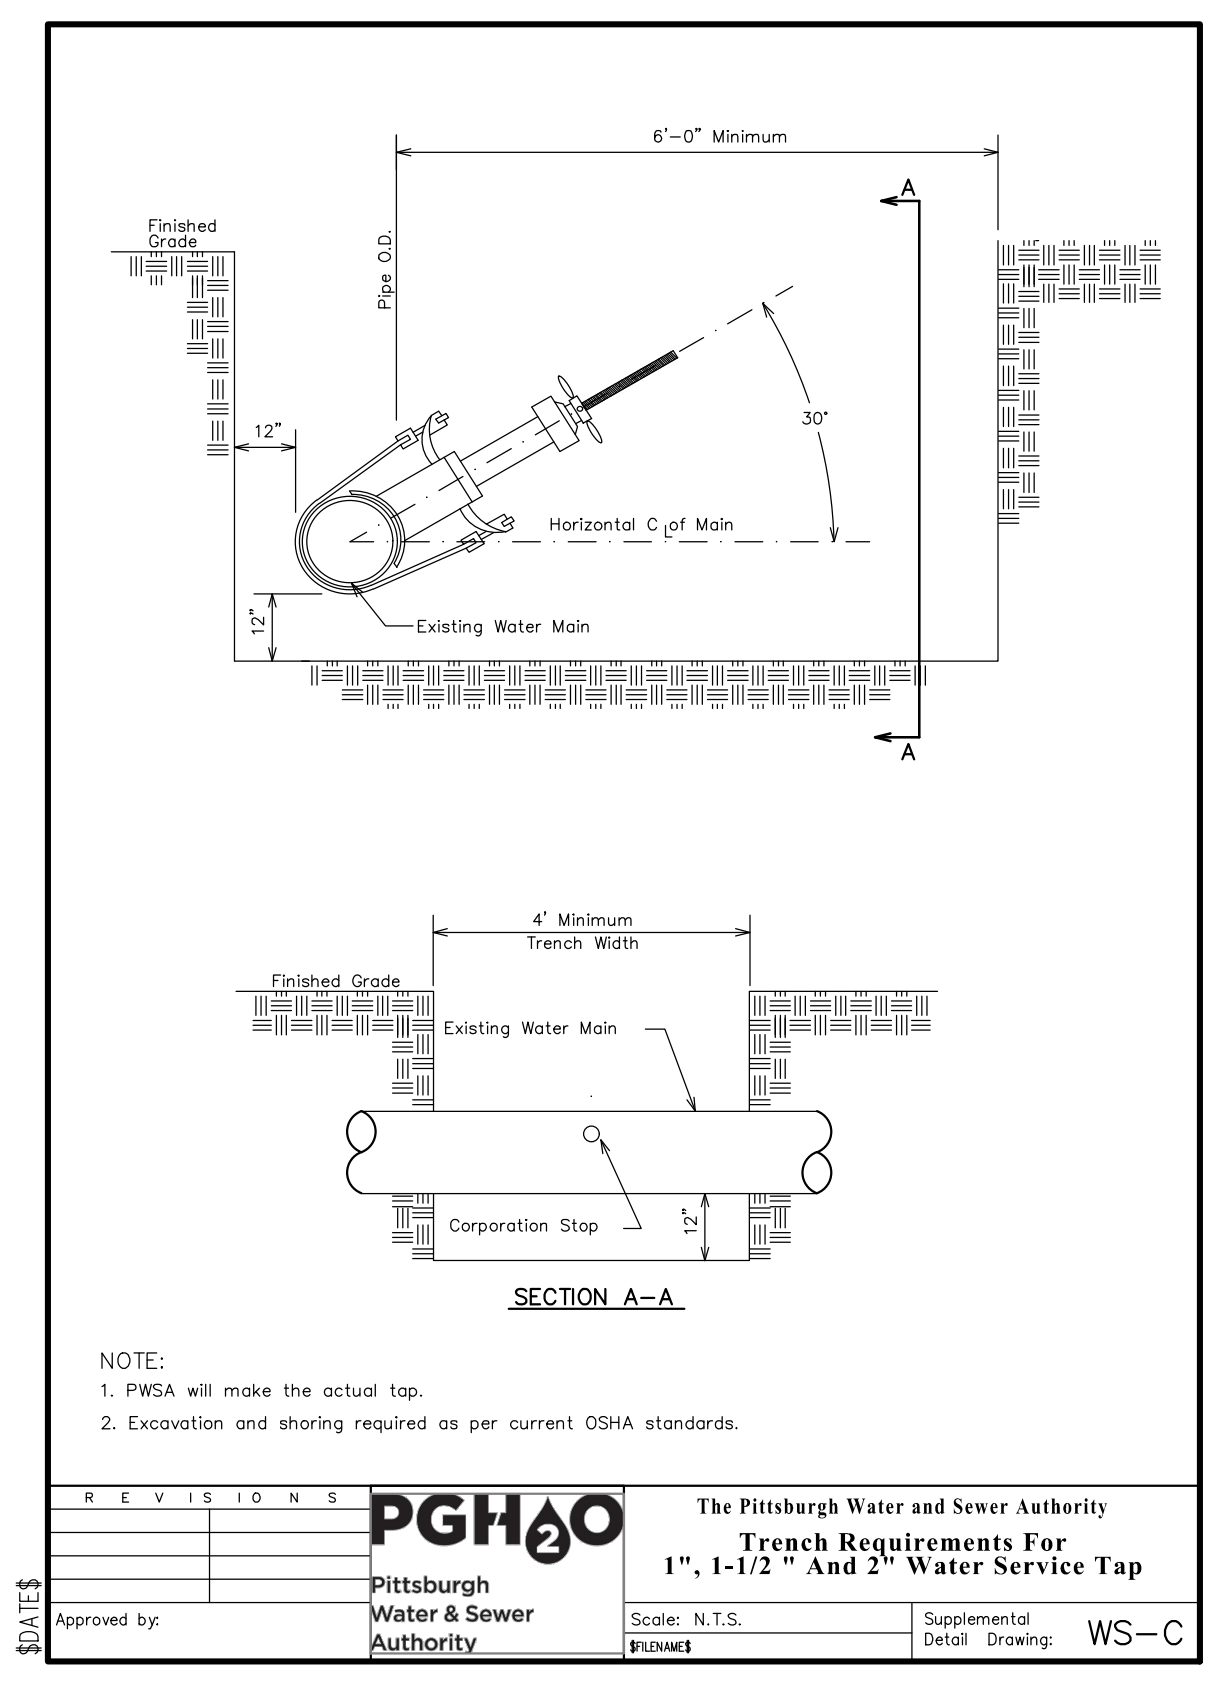 6'-0" Minimum
A
Finished
Grade
Pipe O.D.
30°
12"
Horizontal C L of Main
12"
Existing Water Main
A
4' Minimum
Trench Width
Finished Grade
Existing Water Main
Corporation Stop
12"
SECTION A-A
NOTE:
1. PWSA will make the actual tap.
2. Excavation and shoring required as per current OSHA standards.
REVISIONS
Approved by:
PGH2O
Pittsburgh
Water & Sewer
Authority
The Pittsburgh Water and Sewer Authority
Trench Requirements For
1", 1-1/2 " And 2" Water Service Tap
Scale: N.T.S.
$FILENAME$
Supplemental
Detail Drawing:
WS-C
$DATE$